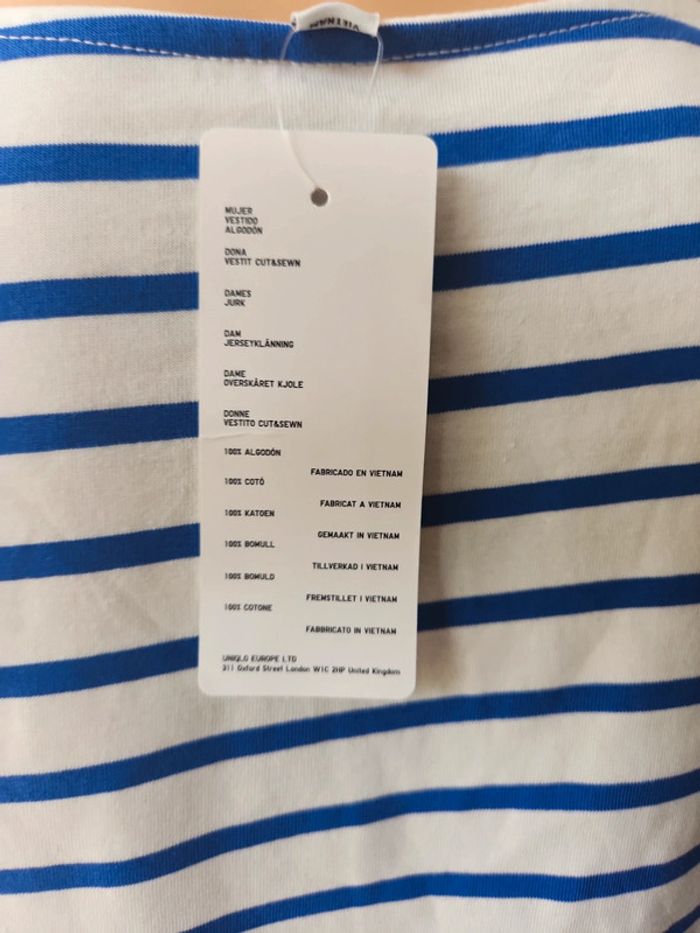 VIETNAM
MUJER
VESTIDO
ALGODÓN
DONA
VESTIT CUT&SEWN
DAMES
JURK
DAM
JERSEYKLÄNNING
DAME
OVERSKÅRET KJOLE
DONNE
VESTITO CUT&SEWN
100% ALGODÓN
FABRICADO EN VIETNAM
100% COTÓ
FABRICAT A VIETNAM
100% KATOEN
GEMAAKT IN VIETNAM
100% BOMULL
TILLVERKAD I VIETNAM
100% BOMULD
FREMSTILLET I VIETNAM
100% COTONE
FABBRICATO IN VIETNAM
UNIQLO EUROPE LTD
311 Oxford Street London W1C 2HP United Kingdom